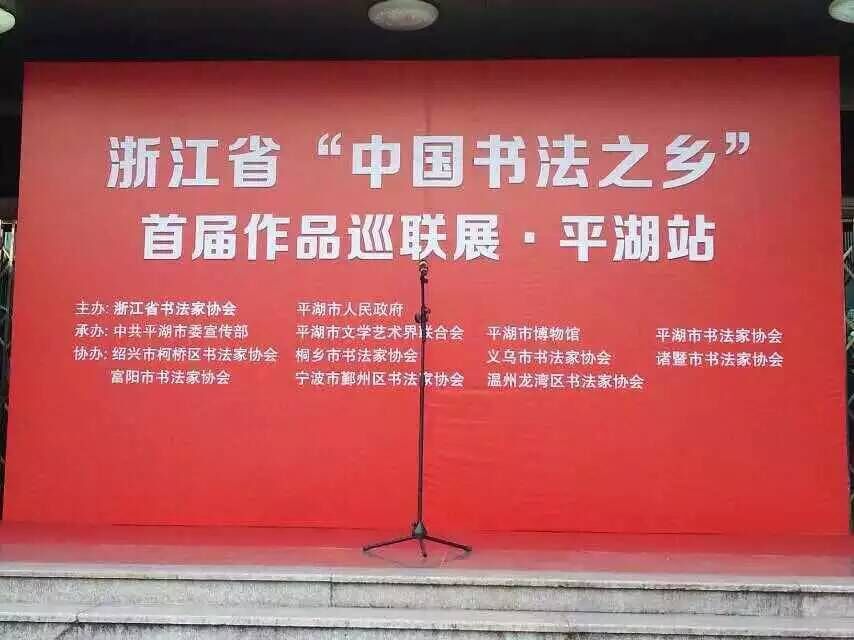 浙江省“中国书法之乡”
首届作品巡联展·平湖站
主办：浙江省书法家协会 平湖市人民政府
承办：中共平湖市委宣传部 平湖市文学艺术界联合会 平湖市博物馆 平湖市书法家协会
协办：绍兴市柯桥区书法家协会 桐乡市书法家协会 义乌市书法家协会 诸暨市书法家协会
富阳市书法家协会 宁波市鄞州区书法家协会 温州龙湾区书法家协会